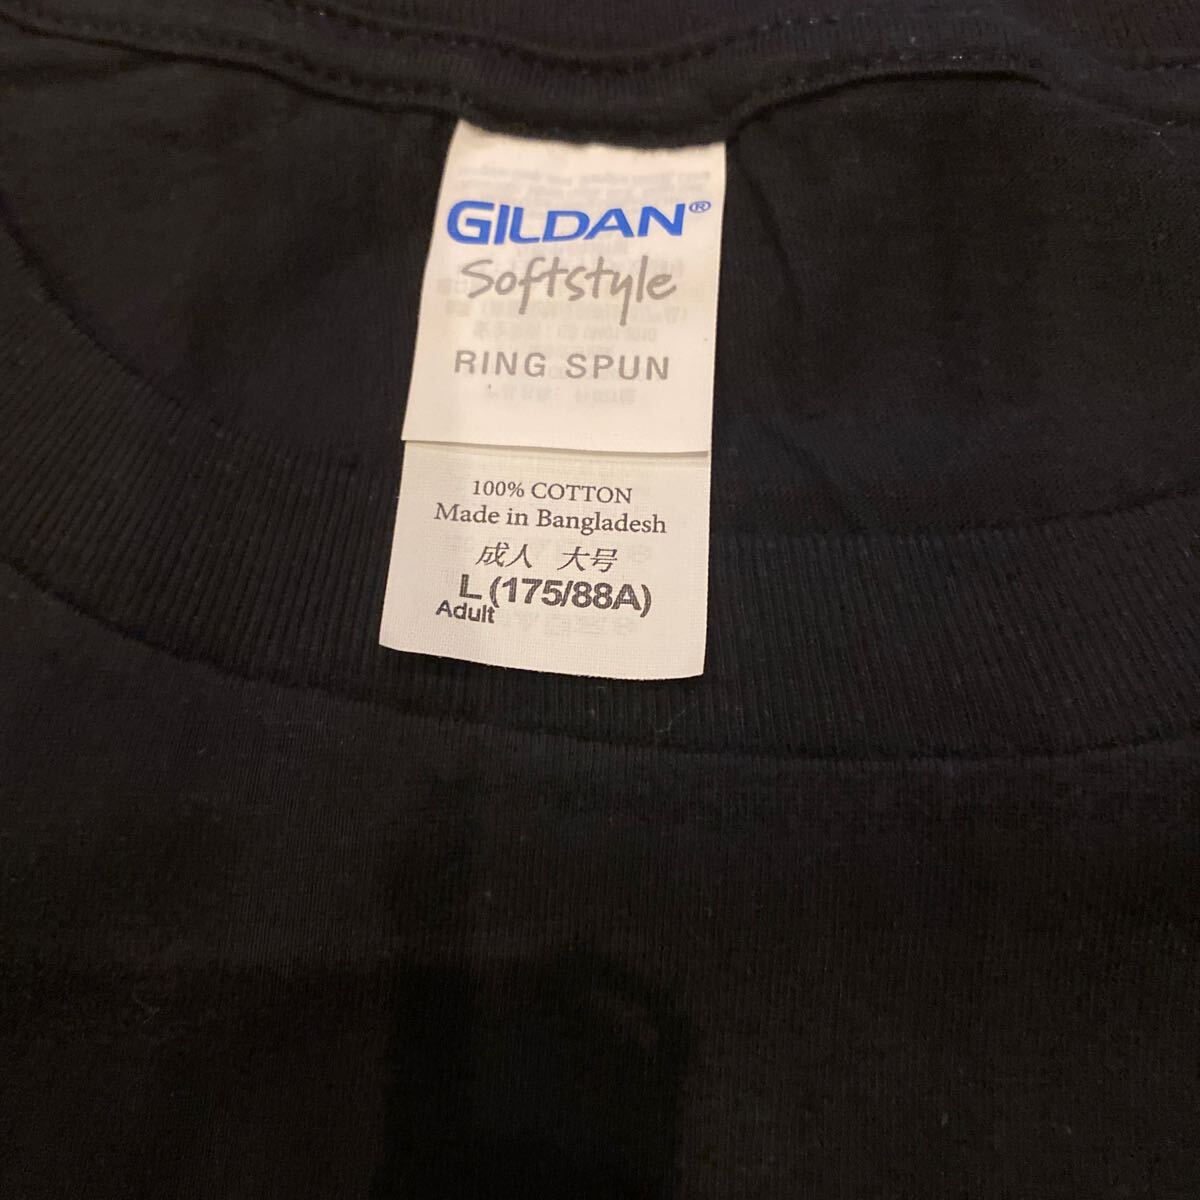 GILDAN®
Softstyle
RING SPUN
100% COTTON
Made in Bangladesh
成人 大号
L (175/88A)
Adult